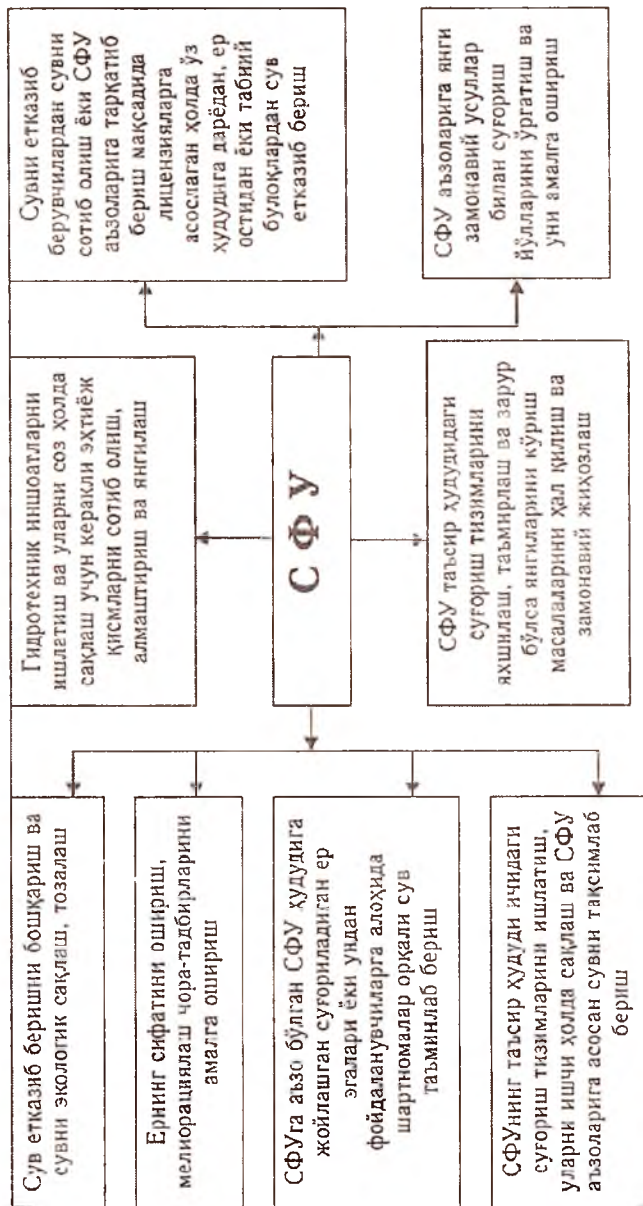 Сув етказиб беришни бошқариш ва
сувни экологик сақлаш, тозалаш
Ернинг сифатини ошириш,
мелиорациялаш чора-тадбирларини
амалга ошириш
СФУга аъзо бўлган СФУ ҳудудига
жойлашган суғориладиган ер
эгалари ёки ундан
фойдаланувчиларга алоҳида
шартномалар орқали сув
таъминлаб бериш
СФУнинг таъсир ҳудуди ичидаги
суғориш тизимларини ишлатиш,
уларни ишчи ҳолда сақлаш ва СФУ
аъзоларига асосан сувни тақсимлаб
бериш
Гидротехник иншоатларни
ишлатиш ва уларни соз ҳолда
сақлаш учун керакли эҳтиёж
қисмларни сотиб олиш,
алмаштириш ва янгилаш
СФУ
СФУ таъсир ҳудудидаги
суғориш тизимларини
яхшилаш, таъмирлаш ва зарур
бўлса янгиларини кўриш
масалаларини ҳал қилиш ва
замонавий жиҳозлаш
Сувни етказиб
берувчилардан сувни
сотиб олиш ёки СФУ
аъзоларига тарқатиб
бериш мақсадида
лицензияларга
асослаган ҳолда ўз
ҳудудига дарёдан, ер
остидан ёки табиий
булоқлардан сув
етказиб бериш
СФУ аъзоларига янги
замонавий усуллар
билан суғориш
йўлларини ўргатиш ва
уни амалга ошириш